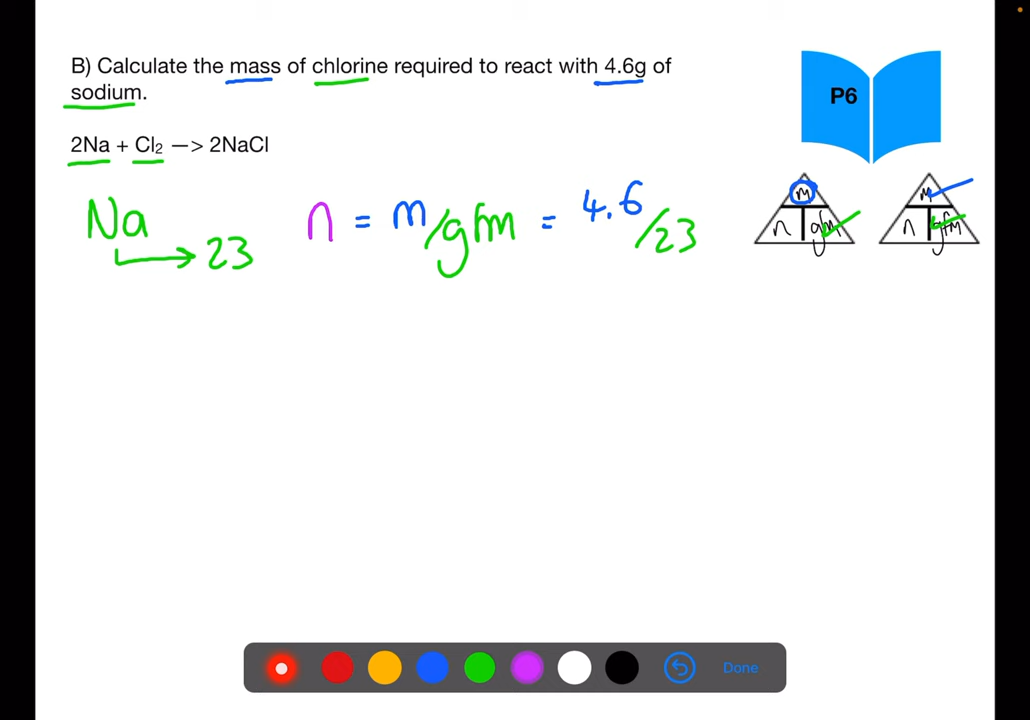 B) Calculate the mass of chlorine required to react with 4.6g of
sodium.
P6
2Na + Cl₂ —> 2NaCl
Na
n = m/gfm = 4.6/23
m
n gfm
m
n gfm
23
Done